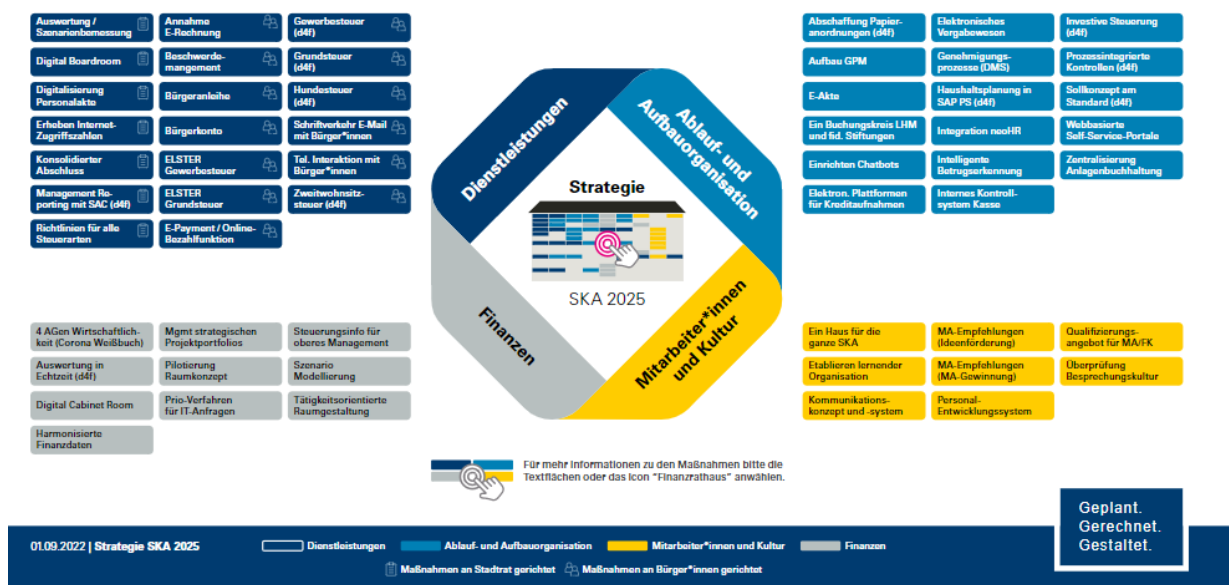 Auswertung /
Szenarienbemessung
Digital Boardroom
Digitalisierung
Personalakte
Erheben Internet-
Zugriffszahlen
Konsolidierter
Abschluss
Management Re-
porting mit SAC (d4f)
Richtlinien für alle
Steuerarten
Annahme
E-Rechnung
Beschwerde-
mangement
Bürgeranleihe
Bürgerkonto
ELSTER
Gewerbesteuer
ELSTER
Grundsteuer
E-Payment / Online-
Bezahlfunktion
Gewerbesteuer
(d4f)
Grundsteuer
(d4f)
Hundesteuer
(d4f)
Schriftverkehr E-Mail
mit Bürger*innen
Tel. Interaktion mit
Bürger*innen
Zweitwohnsitz-
steuer (d4f)
Dienstleistungen
Ablauf- und
Aufbauorganisation
Strategie
SKA 2025
Finanzen
Mitarbeiter*innen
und Kultur
Abschaffung Papier-
anordnungen (d4f)
Aufbau GPM
E-Akte
Ein Buchungskreis LHM
und fid. Stiftungen
Einrichten Chatbots
Elektron. Plattformen
für Kreditaufnahmen
Elektronisches
Vergabewesen
Genehmigungs-
prozesse (DMS)
Haushaltsplanung in
SAP PS (d4f)
Integration neoHR
Intelligente
Betrugserkennung
Internes Kontroll-
system Kasse
Investive Steuerung
(d4f)
Prozessintegrierte
Kontrollen (d4f)
Sollkonzept am
Standard (d4f)
Webbasierte
Self-Service-Portale
Zentralisierung
Anlagenbuchhaltung
4 AGen Wirtschaftlich-
keit (Corona Weißbuch)
Auswertung in
Echtzeit (d4f)
Digital Cabinet Room
Harmonisierte
Finanzdaten
Mgmt strategischen
Projektportfolios
Pilotierung
Raumkonzept
Prio-Verfahren
für IT-Anfragen
Steuerungsinfo für
oberes Management
Szenario
Modellierung
Tätigkeitsorientierte
Raumgestaltung
Ein Haus für die
ganze SKA
Etablieren lernender
Organisation
Kommunikations-
konzept und -system
MA-Empfehlungen
(Ideenförderung)
MA-Empfehlungen
(MA-Gewinnung)
Personal-
Entwicklungssystem
Qualifizierungs-
angebot für MA/FK
Überprüfung
Besprechungskultur
Für mehr Informationen zu den Maßnahmen bitte die
Textflächen oder das Icon "Finanzrathaus" anwählen.
Geplant.
Gerechnet.
Gestaltet.
01.09.2022 | Strategie SKA 2025
Dienstleistungen
Ablauf- und Aufbauorganisation
Mitarbeiter*innen und Kultur
Finanzen
Maßnahmen an Stadtrat gerichtet
Maßnahmen an Bürger*innen gerichtet